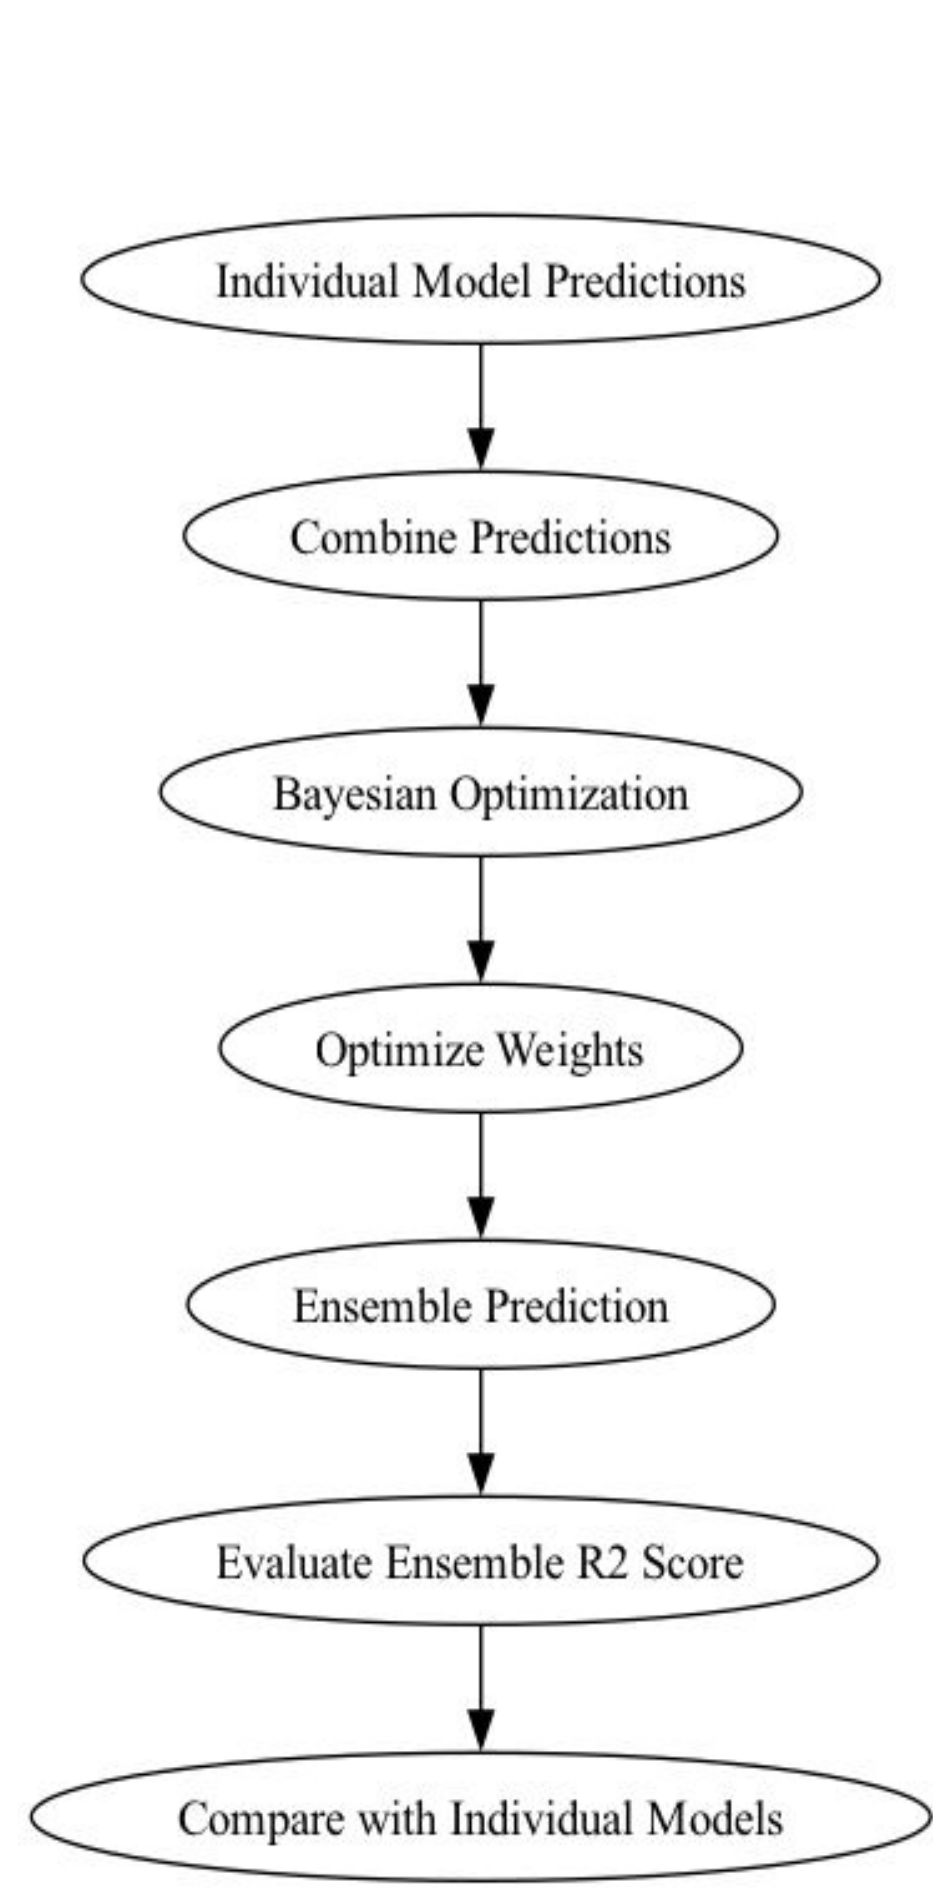 Individual Model Predictions
Combine Predictions
Bayesian Optimization
Optimize Weights
Ensemble Prediction
Evaluate Ensemble R2 Score
Compare with Individual Models